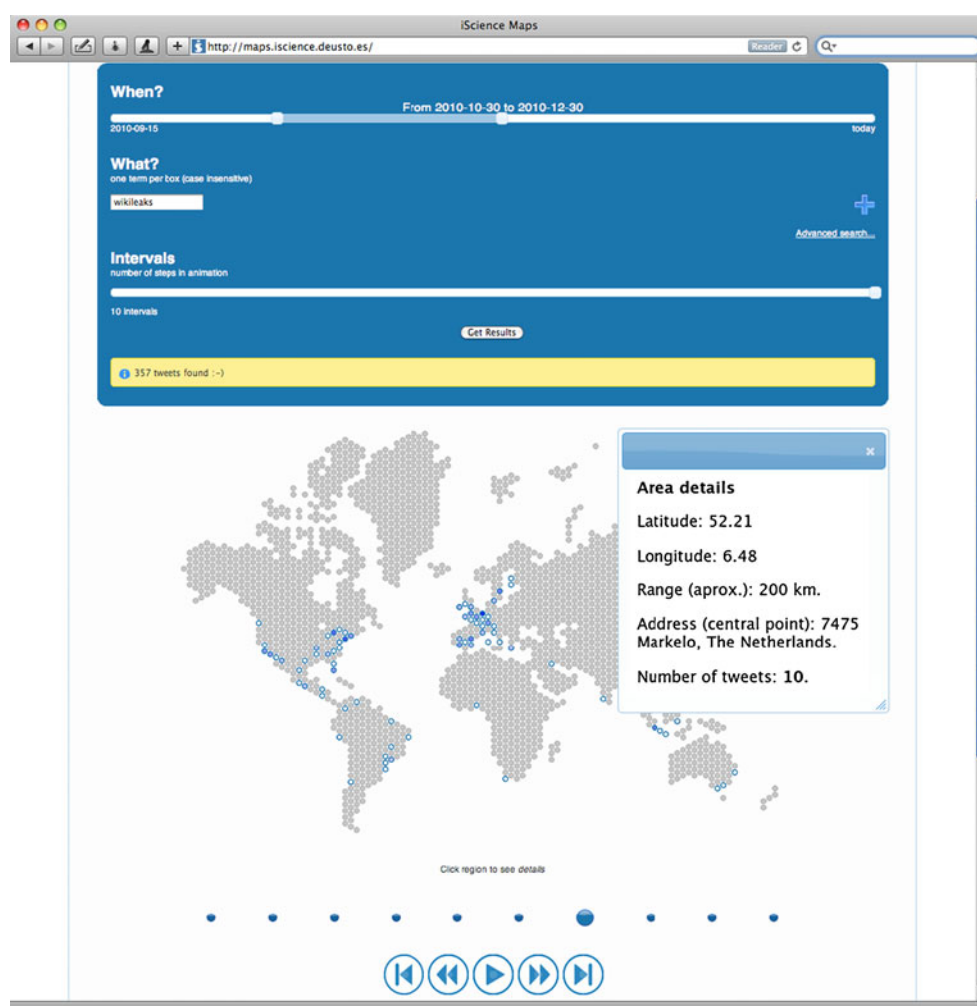 iScience Maps
http://maps.iscience.deusto.es/
Reader
When?
From 2010-10-30 to 2010-12-30
2010-09-15
today
What?
one term per box (case insensitive)
wikileaks
Advanced search...
Intervals
number of steps in animation
10 intervals
Get Results
357 tweets found :-)
Area details
Latitude: 52.21
Longitude: 6.48
Range (aprox.): 200 km.
Address (central point): 7475
Markelo, The Netherlands.
Number of tweets: 10.
Click region to see details